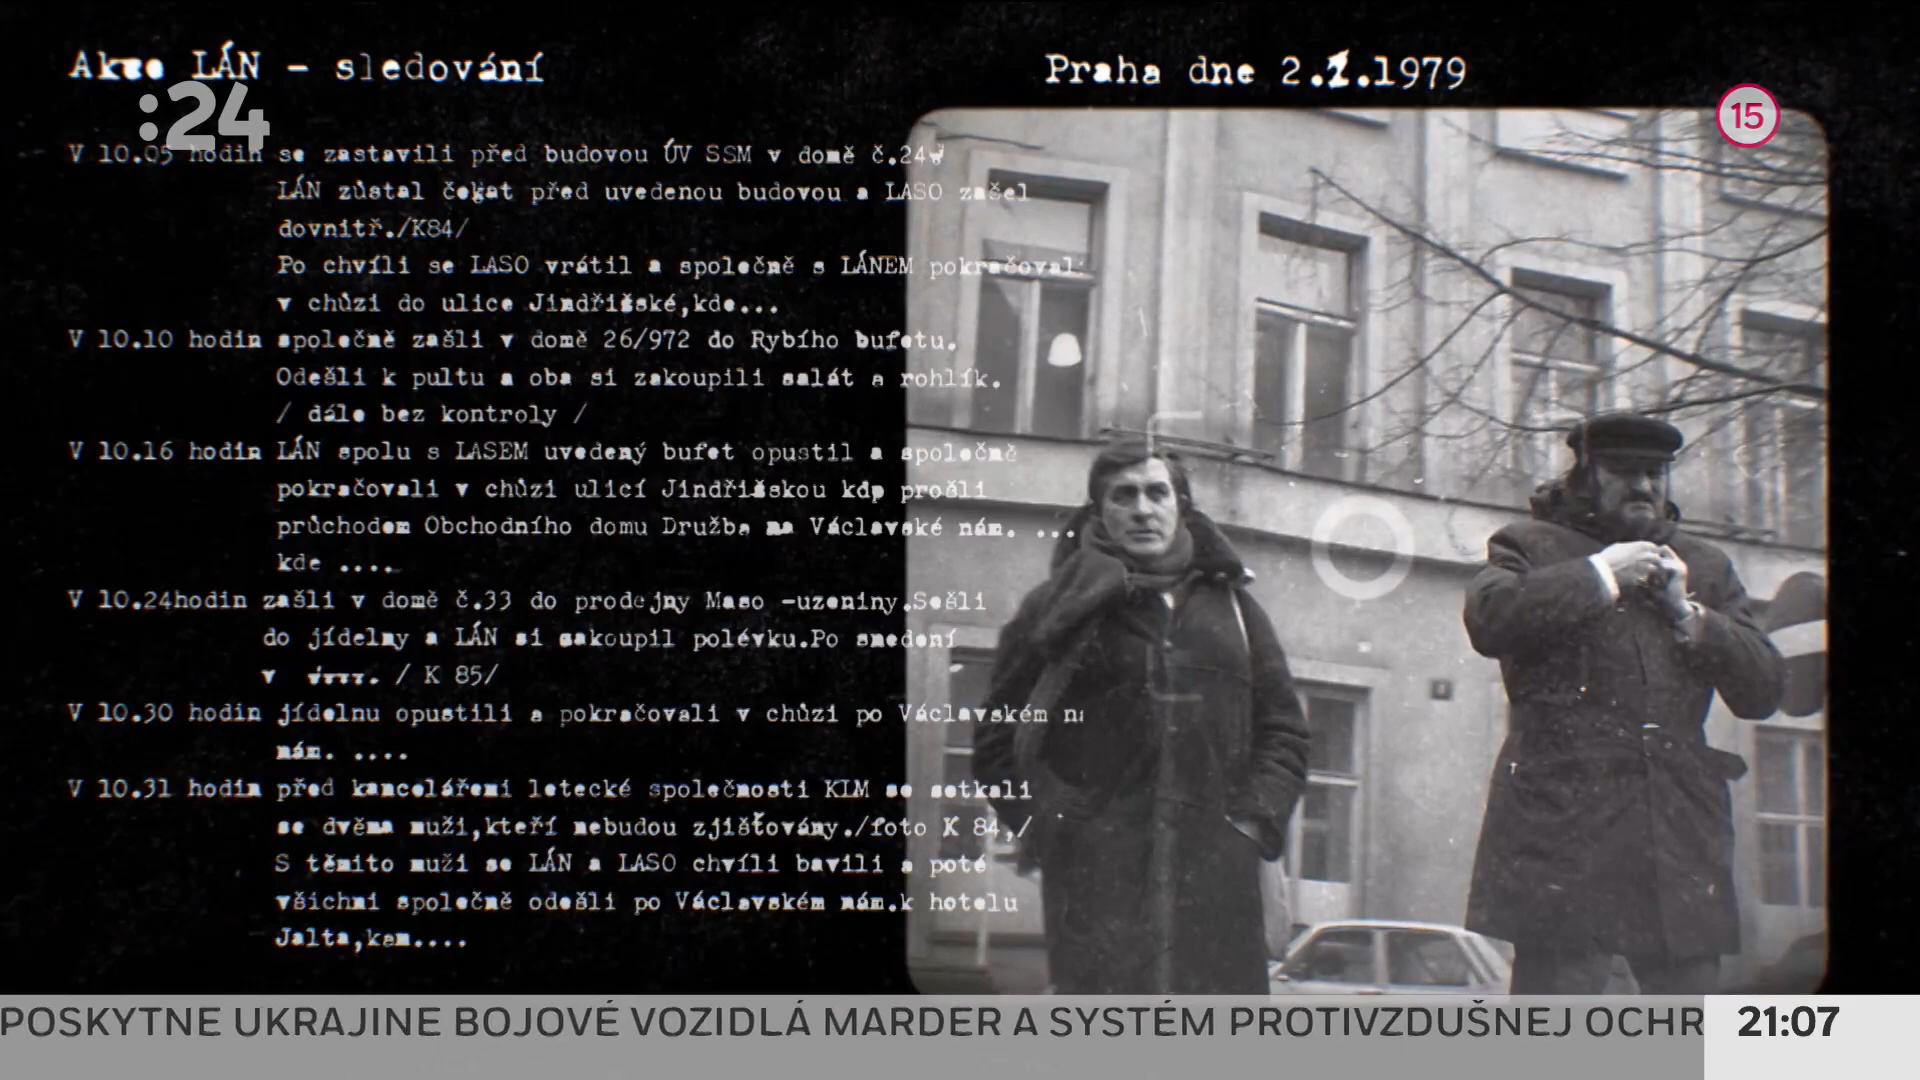 Akce LÁN - sledování
Praha dne 2.1.1979
:24
15
V 10.05 hodin se zastavili před budovou ÚV SSM v domě č.24
LÁN zůstal čekat před uvedenou budovou a LASO zašel
dovnitř./K84/
Po chvíli se LASO vrátil a společně s LÁNEM pokračoval
v chůzi do ulice Jindřišské,kde...
V 10.10 hodin společně zašli v domě 26/972 do Rybího bufetu.
Odešli k pultu a oba si zakoupili salát a rohlík.
/ dále bez kontroly /
V 10.16 hodin LÁN spolu s LASEM uvedený bufet opustil a společně
pokračovali v chůzi ulicí Jindřišskou kdp prošli
průchodem Obchodního domu Družba na Václavské nám. ...
kde ....
V 10.24hodin zašli v domě č.33 do prodejny Maso -uzeniny.Sešli
do jídelny a LÁN si zakoupil polévku.Po snedení
v / K 85/
V 10.30 hodin jídelnu opustili a pokračovali v chůzi po Václavském
nám. ....
V 10.31 hodin před kancelářemi letecké společnosti KLM se setkali
se dvěma muži,kteří nebudou zjišťovány./foto K 84,/
S těmito muži se LÁN a LASO chvíli bavili a poté
všichni společně odešli po Václavském nám.k hotelu
Jalta,kam....
POSKYTNE UKRAJINE BOJOVÉ VOZIDLÁ MARDER A SYSTÉM PROTIVZDUŠNEJ OCHR
21:07